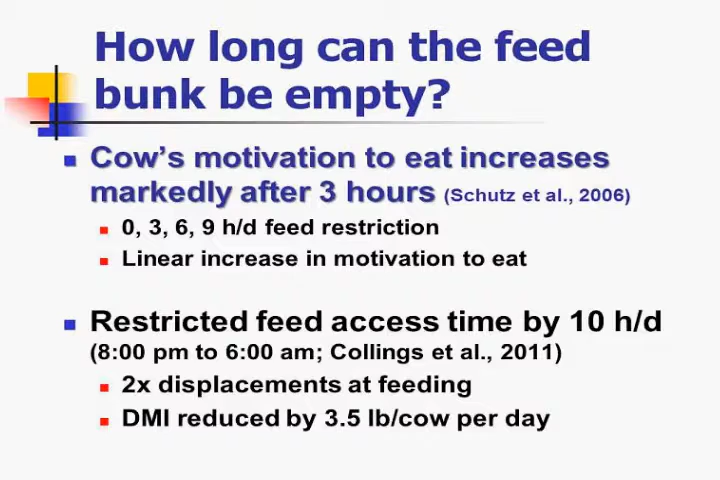 How long can the feed
bunk be empty?
Cow's motivation to eat increases
markedly after 3 hours (Schutz et al., 2006)
0, 3, 6, 9 h/d feed restriction
Linear increase in motivation to eat
Restricted feed access time by 10 h/d
(8:00 pm to 6:00 am; Collings et al., 2011)
2x displacements at feeding
DMI reduced by 3.5 lb/cow per day